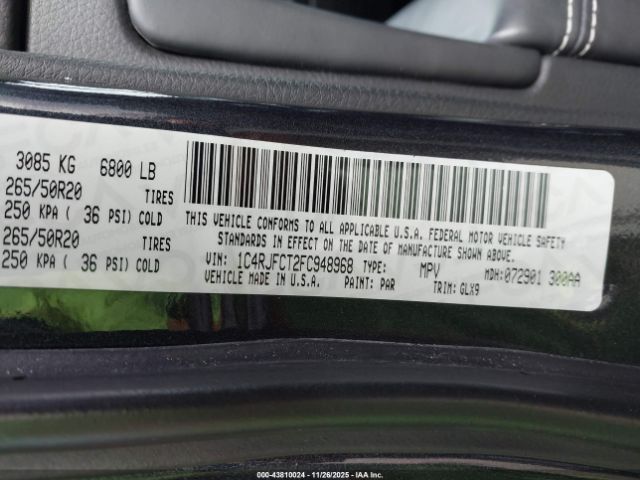 3085 KG 6800 LB
265/50R20 TIRES
250 KPA ( 36 PSI) COLD
265/50R20 TIRES
250 KPA ( 36 PSI) COLD
THIS VEHICLE CONFORMS TO ALL APPLICABLE U.S.A. FEDERAL MOTOR VEHICLE SAFETY
STANDARDS IN EFFECT ON THE DATE OF MANUFACTURE SHOWN ABOVE.
VIN: 1C4RJFCT2FC948968 TYPE: MPV MDH:072901 300AA
VEHICLE MADE IN U.S.A. PAINT: PAR TRIM: GLX9
000-43810024 | 11/26/2025 | IAAI.COM